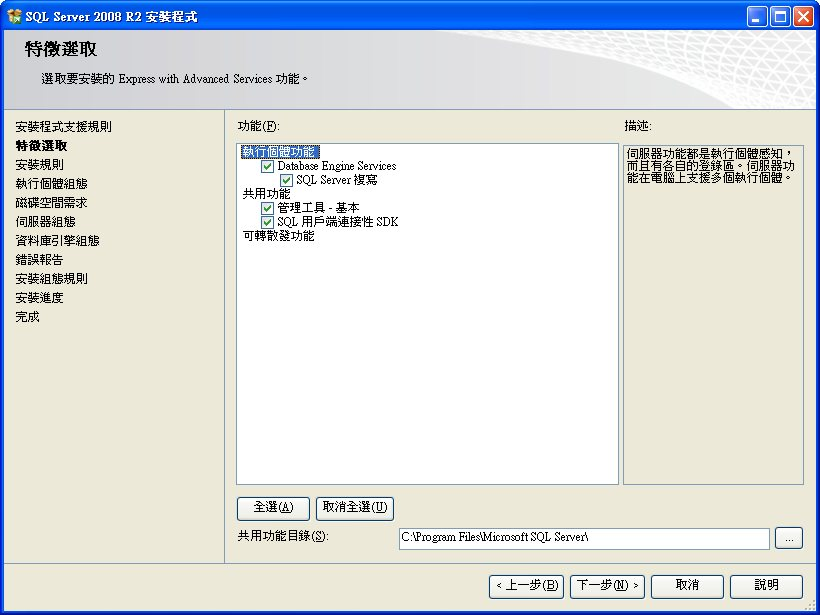 SQL Server 2008 R2 安裝程式
特徵選取
選取要安裝的 Express with Advanced Services 功能。
安裝程式支援規則
特徵選取
安裝規則
執行個體組態
磁碟空間需求
伺服器組態
資料庫引擎組態
錯誤報告
安裝組態規則
安裝進度
完成
功能(F):
執行個體功能
Database Engine Services
SQL Server 複寫
共用功能
管理工具 - 基本
SQL 用戶端連接性 SDK
可轉散發功能
描述:
伺服器功能都是執行個體感知，
而且有各自的登錄區。伺服器功
能在電腦上支援多個執行個體。
全選(A)
取消全選(U)
共用功能目錄(S):
C:\Program Files\Microsoft SQL Server\
...
< 上一步(B)
下一步(N) >
取消
說明